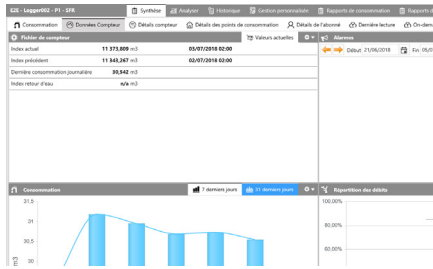 G2E - Logger002 - P1 - SFR
Synthèse Analyser Historique Gestion personnalisée Rapports de consommation Rapports d
Consommation Données Compteur Détails compteur Détails des points de consommation Détails de l'abonné Dernière lecture On-dem
Fichier de compteur Valeurs actuelles
Index actuel 11 373,809 m3 03/07/2018 02:00
Index précédent 11 343,267 m3 02/07/2018 02:00
Dernière consommation journalière 30,542 m3
Index retour d'eau n/a m3
Alarmes
Début 21/06/2018 Fin
Consommation 7 derniers jours 31 derniers jours
Répartition des débits
31,5
31
30,5
30
m3
100.00%
80.00%
60.00%